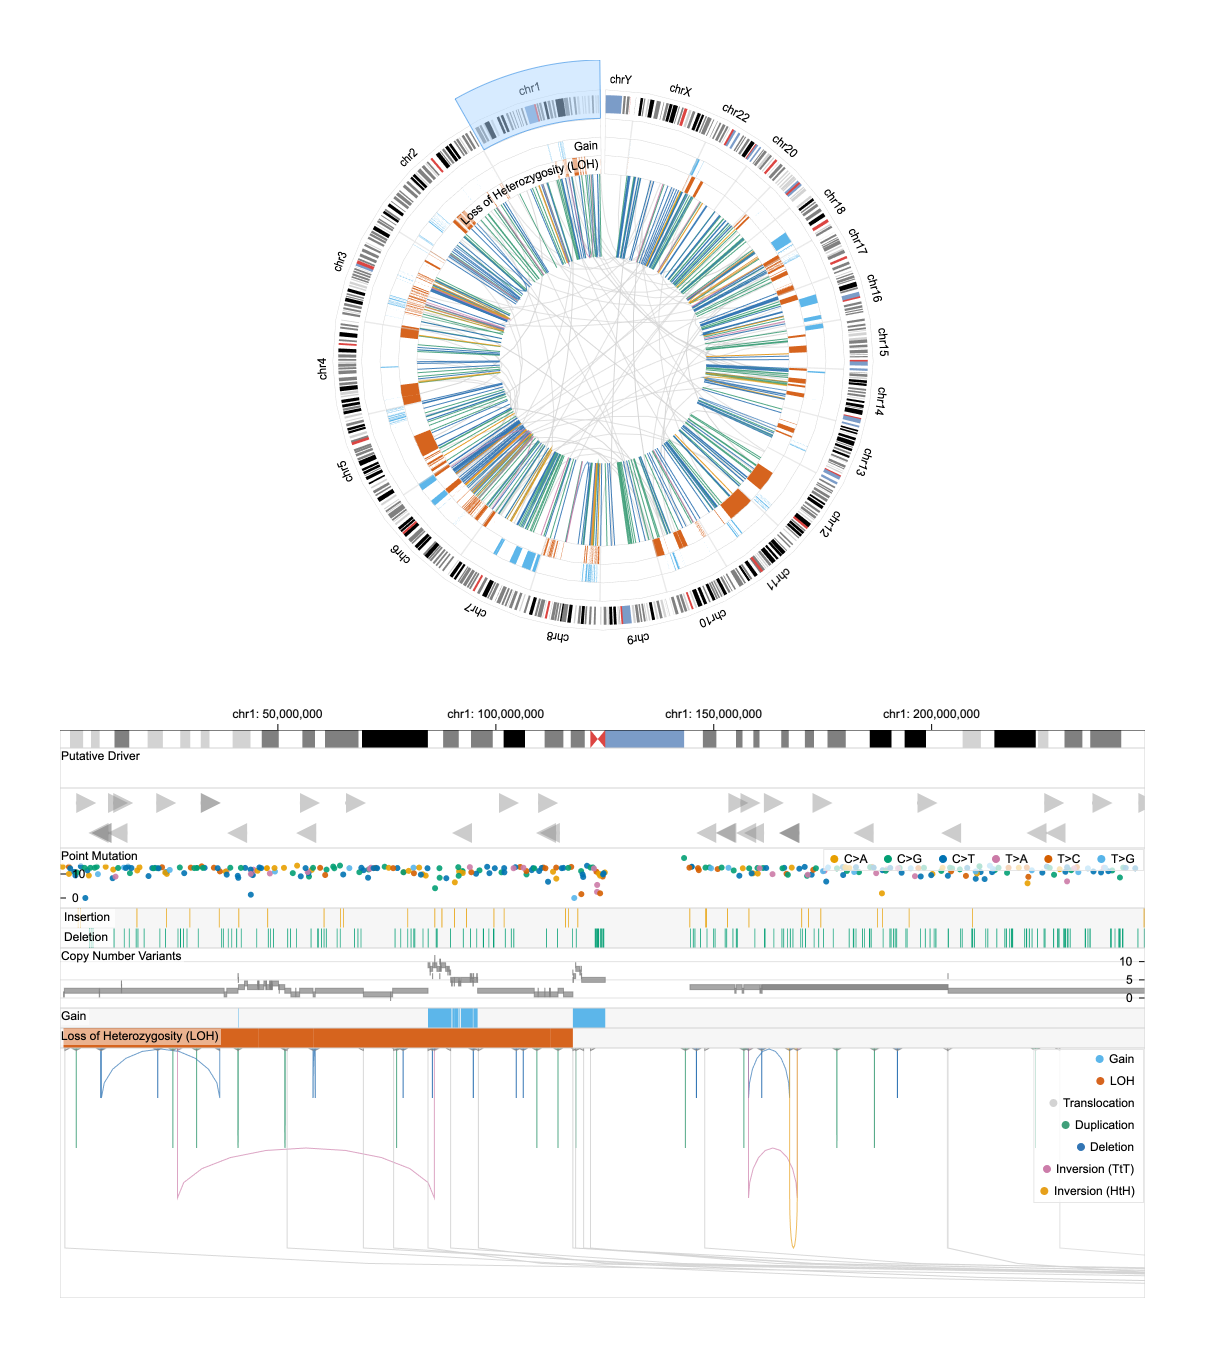 chr1
chrY
chrX
chr22
chr20
chr18
chr17
chr16
chr15
chr14
chr13
chr12
chr11
chr10
chr9
chr8
chr7
chr6
chr5
chr4
chr3
chr2
Gain
Loss of Heterozygosity (LOH)
chr1: 50,000,000
chr1: 100,000,000
chr1: 150,000,000
chr1: 200,000,000
Putative Driver
Point Mutation
C>A
C>G
C>T
T>A
T>C
T>G
10
0
Insertion
Deletion
Copy Number Variants
10
5
0
Gain
Loss of Heterozygosity (LOH)
Gain
LOH
Translocation
Duplication
Deletion
Inversion (TtT)
Inversion (HtH)